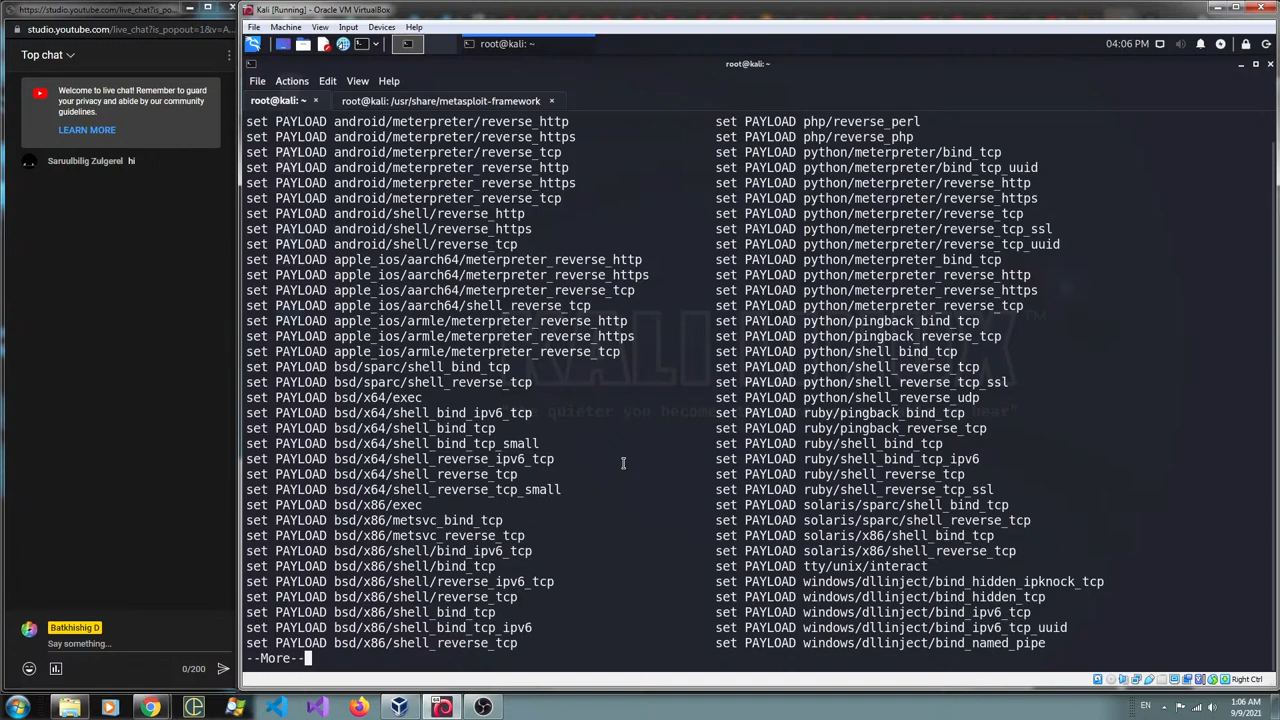 https://studio.youtube.com/live_chat?is_popout=1&v=A...
studio.youtube.com/live_chat?is_popout=1&v=A...
Top chat
Welcome to live chat! Remember to guard
your privacy and abide by our community
guidelines.
LEARN MORE
Saruulbilig Zulgerel hi
Batkhishig D
Say something...
0/200
Kali [Running] - Oracle VM VirtualBox
File Machine View Input Devices Help
root@kali: ~
04:06 PM
root@kali: ~
File Actions Edit View Help
root@kali: ~ × root@kali: /usr/share/metasploit-framework ×
set PAYLOAD android/meterpreter/reverse_http set PAYLOAD php/reverse_perl
set PAYLOAD android/meterpreter/reverse_https set PAYLOAD php/reverse_php
set PAYLOAD android/meterpreter/reverse_tcp set PAYLOAD python/meterpreter/bind_tcp
set PAYLOAD android/meterpreter_reverse_http set PAYLOAD python/meterpreter/bind_tcp_uuid
set PAYLOAD android/meterpreter_reverse_https set PAYLOAD python/meterpreter/reverse_http
set PAYLOAD android/meterpreter_reverse_tcp set PAYLOAD python/meterpreter/reverse_https
set PAYLOAD android/shell/reverse_http set PAYLOAD python/meterpreter/reverse_tcp
set PAYLOAD android/shell/reverse_https set PAYLOAD python/meterpreter/reverse_tcp_ssl
set PAYLOAD android/shell/reverse_tcp set PAYLOAD python/meterpreter/reverse_tcp_uuid
set PAYLOAD apple_ios/aarch64/meterpreter_reverse_http set PAYLOAD python/meterpreter_bind_tcp
set PAYLOAD apple_ios/aarch64/meterpreter_reverse_https set PAYLOAD python/meterpreter_reverse_http
set PAYLOAD apple_ios/aarch64/meterpreter_reverse_tcp set PAYLOAD python/meterpreter_reverse_https
set PAYLOAD apple_ios/aarch64/shell_reverse_tcp set PAYLOAD python/meterpreter_reverse_tcp
set PAYLOAD apple_ios/armle/meterpreter_reverse_http set PAYLOAD python/pingback_bind_tcp
set PAYLOAD apple_ios/armle/meterpreter_reverse_https set PAYLOAD python/pingback_reverse_tcp
set PAYLOAD apple_ios/armle/meterpreter_reverse_tcp set PAYLOAD python/shell_bind_tcp
set PAYLOAD bsd/sparc/shell_bind_tcp set PAYLOAD python/shell_reverse_tcp
set PAYLOAD bsd/sparc/shell_reverse_tcp set PAYLOAD python/shell_reverse_tcp_ssl
set PAYLOAD bsd/x64/exec set PAYLOAD python/shell_reverse_udp
set PAYLOAD bsd/x64/shell_bind_ipv6_tcp set PAYLOAD ruby/pingback_bind_tcp
set PAYLOAD bsd/x64/shell_bind_tcp set PAYLOAD ruby/pingback_reverse_tcp
set PAYLOAD bsd/x64/shell_bind_tcp_small set PAYLOAD ruby/shell_bind_tcp
set PAYLOAD bsd/x64/shell_reverse_ipv6_tcp set PAYLOAD ruby/shell_bind_tcp_ipv6
set PAYLOAD bsd/x64/shell_reverse_tcp set PAYLOAD ruby/shell_reverse_tcp
set PAYLOAD bsd/x64/shell_reverse_tcp_small set PAYLOAD ruby/shell_reverse_tcp_ssl
set PAYLOAD bsd/x86/exec set PAYLOAD solaris/sparc/shell_bind_tcp
set PAYLOAD bsd/x86/metsvc_bind_tcp set PAYLOAD solaris/sparc/shell_reverse_tcp
set PAYLOAD bsd/x86/metsvc_reverse_tcp set PAYLOAD solaris/x86/shell_bind_tcp
set PAYLOAD bsd/x86/shell/bind_ipv6_tcp set PAYLOAD solaris/x86/shell_reverse_tcp
set PAYLOAD bsd/x86/shell/bind_tcp set PAYLOAD tty/unix/interact
set PAYLOAD bsd/x86/shell/reverse_ipv6_tcp set PAYLOAD windows/dllinject/bind_hidden_ipknock_tcp
set PAYLOAD bsd/x86/shell/reverse_tcp set PAYLOAD windows/dllinject/bind_hidden_tcp
set PAYLOAD bsd/x86/shell_bind_tcp set PAYLOAD windows/dllinject/bind_ipv6_tcp
set PAYLOAD bsd/x86/shell_bind_tcp_ipv6 set PAYLOAD windows/dllinject/bind_ipv6_tcp_uuid
set PAYLOAD bsd/x86/shell_reverse_tcp set PAYLOAD windows/dllinject/bind_named_pipe
--More--
Right Ctrl
EN
1:06 AM
9/9/2021